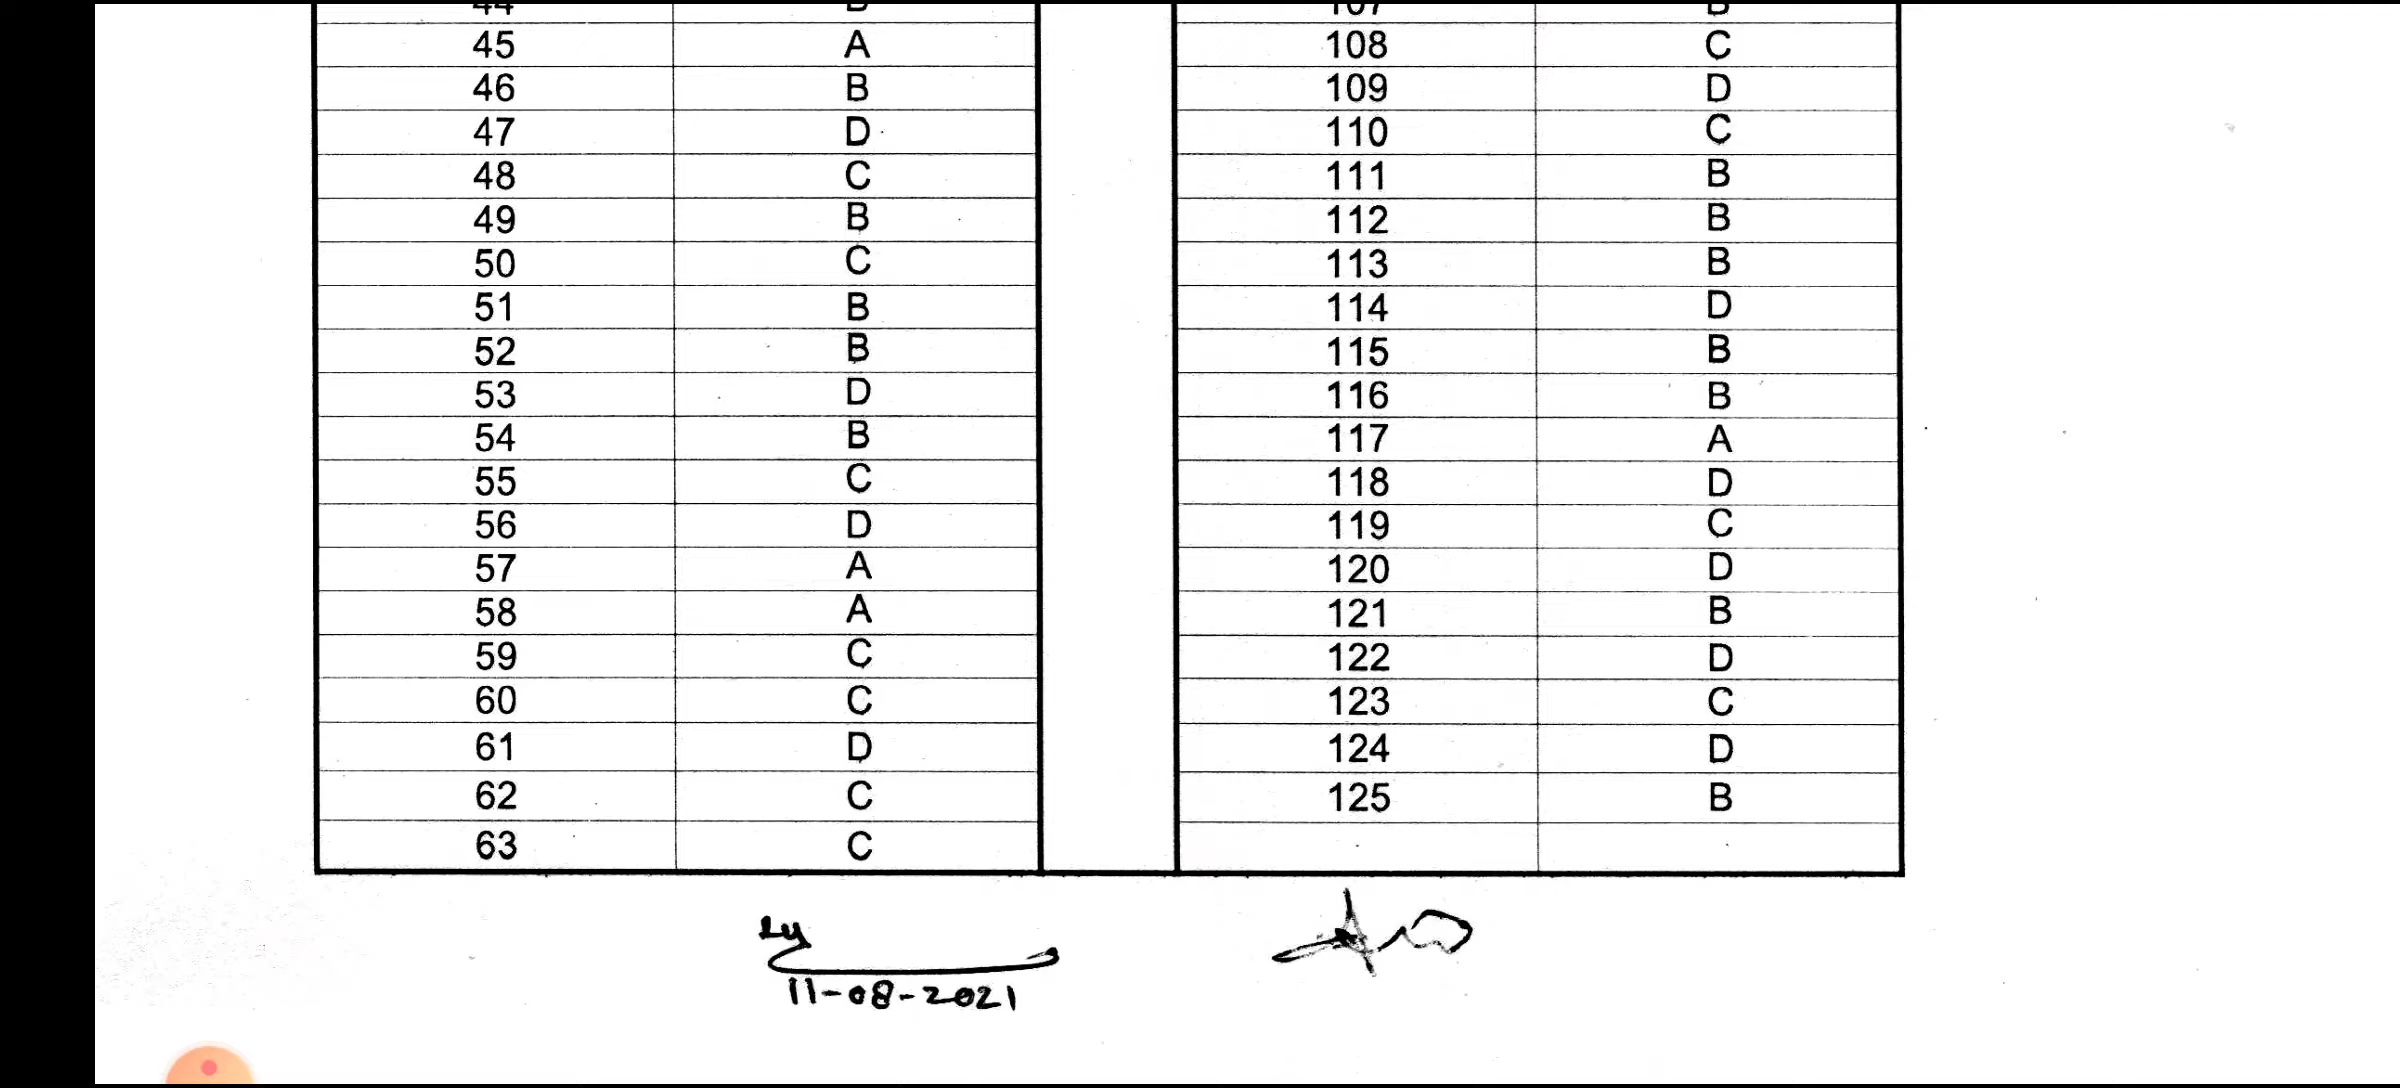 45 A 108 C
46 B 109 D
47 D 110 C
48 C 111 B
49 B 112 B
50 C 113 B
51 B 114 D
52 B 115 B
53 D 116 B
54 B 117 A
55 C 118 D
56 D 119 C
57 A 120 D
58 A 121 B
59 C 122 D
60 C 123 C
61 D 124 D
62 C 125 B
63 C
11-08-2021